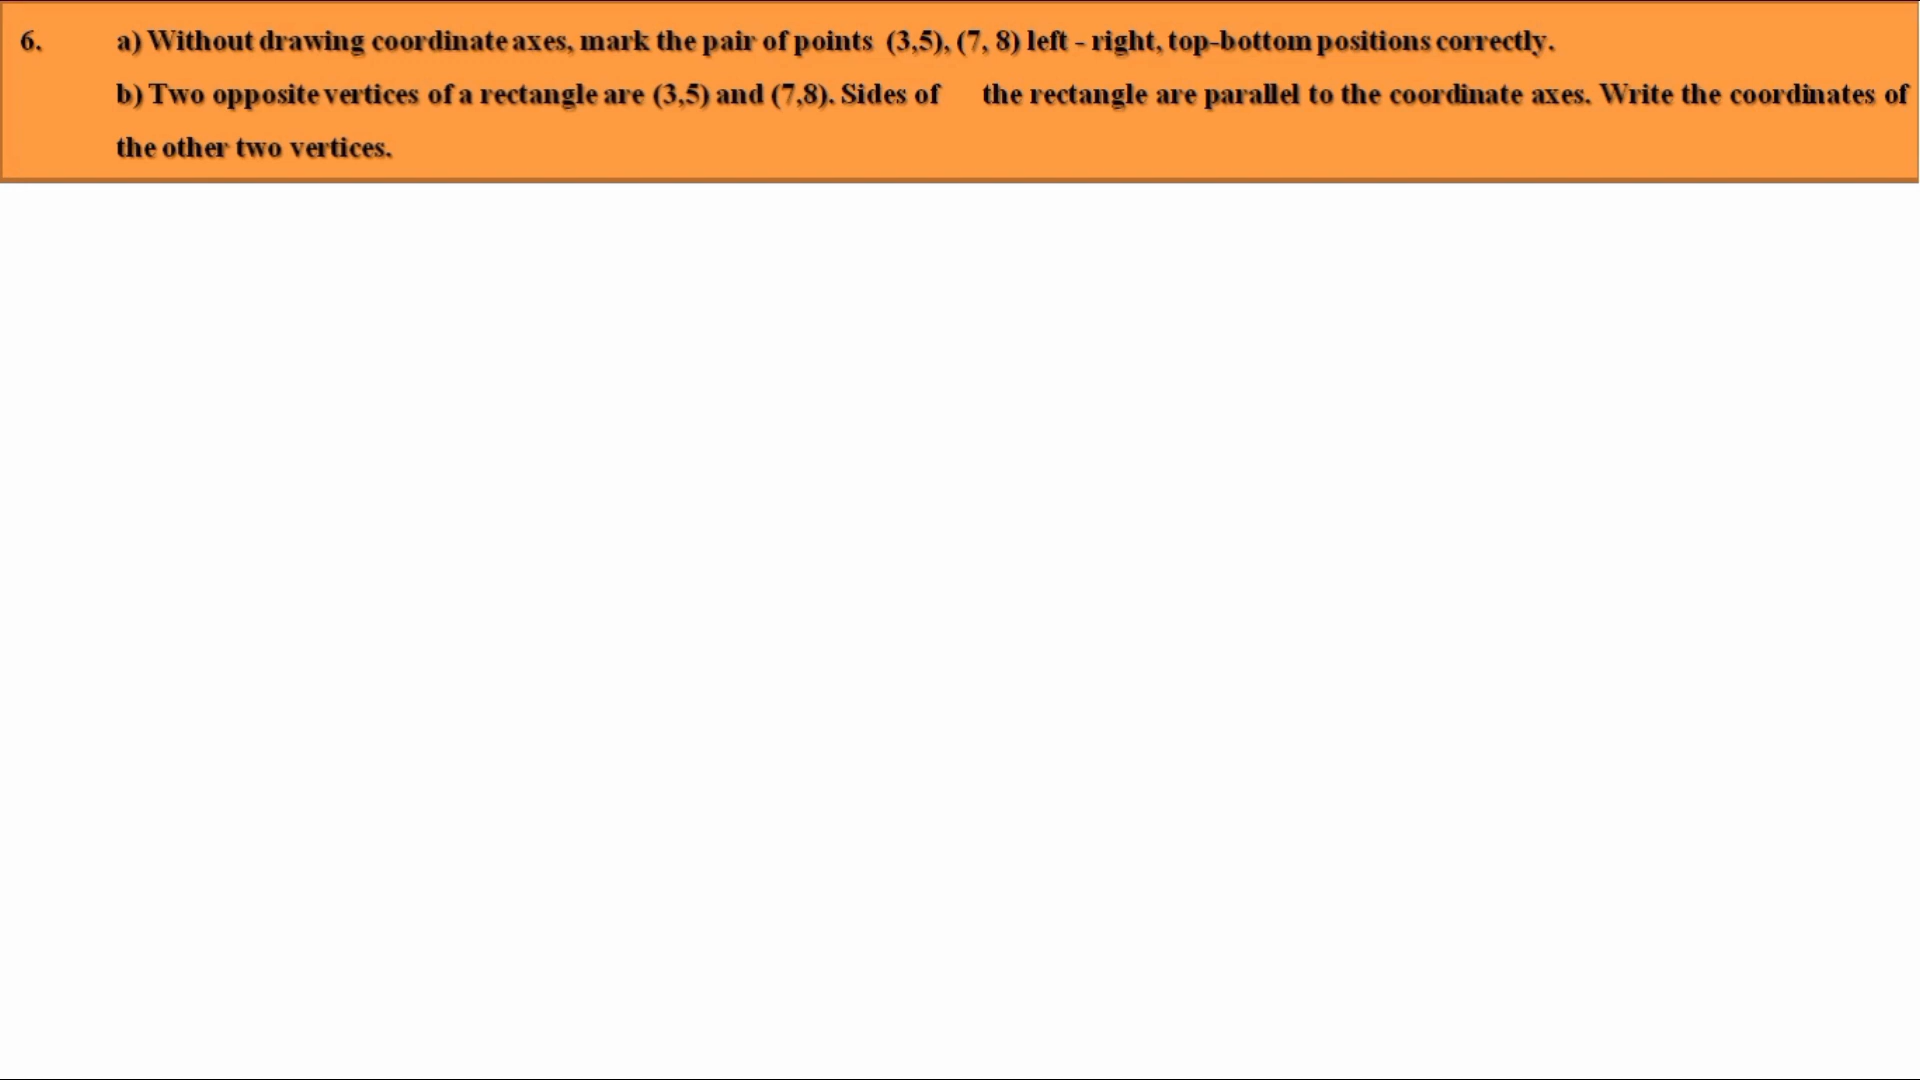 6. a) Without drawing coordinate axes, mark the pair of points (3,5), (7, 8) left - right, top-bottom positions correctly.
b) Two opposite vertices of a rectangle are (3,5) and (7,8). Sides of the rectangle are parallel to the coordinate axes. Write the coordinates of
the other two vertices.